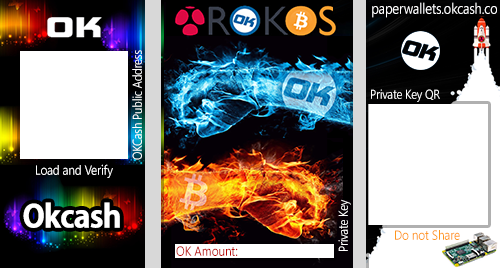 OK
OKCash Public Address
Load and Verify
Okcash
ROKOS
OK
OK
OK Amount:
Private Key
paperwallets.okcash.co
OK
Private Key QR
Do not Share